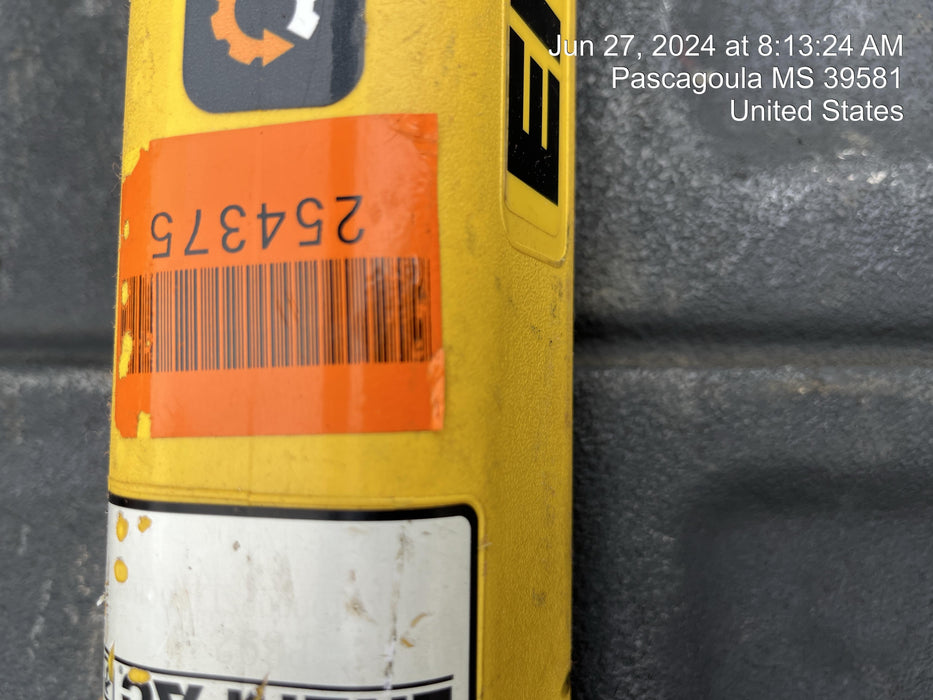 Jun 27, 2024 at 8:13:24 AM
Pascagoula MS 39581
United States
254375